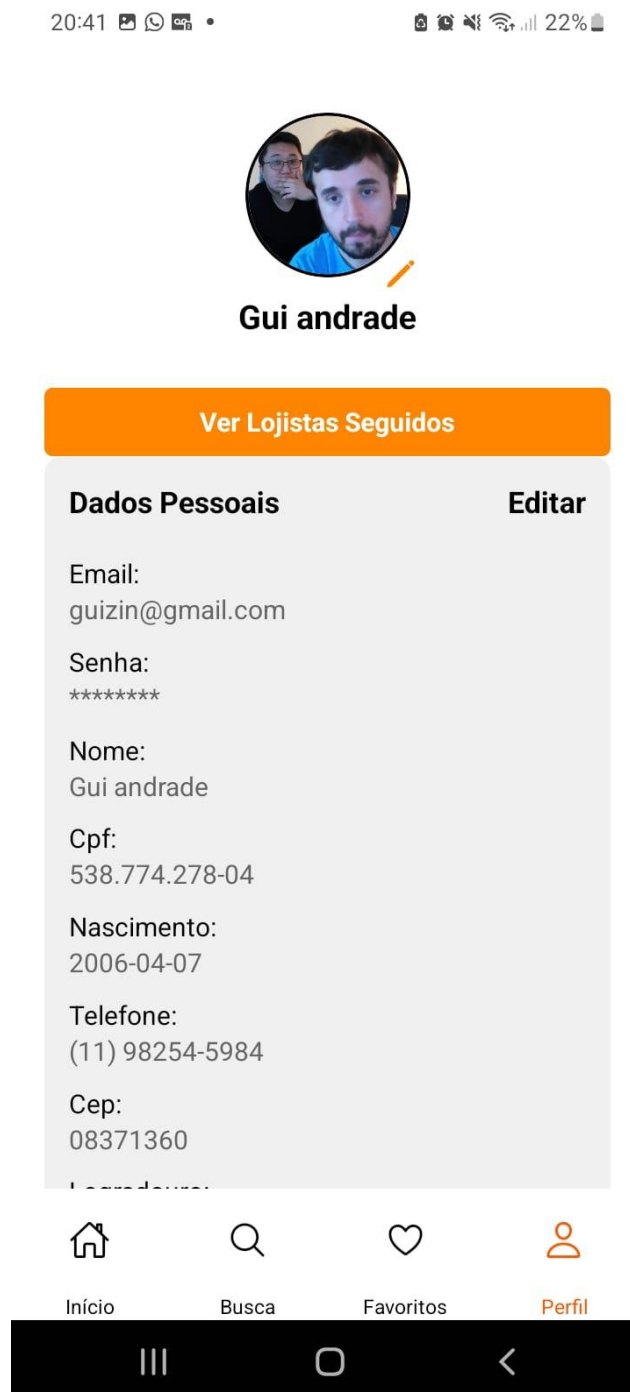 20:41
22%
Gui andrade
Ver Lojistas Seguidos
Dados Pessoais
Editar
Email:
guizin@gmail.com
Senha:
********
Nome:
Gui andrade
Cpf:
538.774.278-04
Nascimento:
2006-04-07
Telefone:
(11) 98254-5984
Cep:
08371360
Início
Busca
Favoritos
Perfil